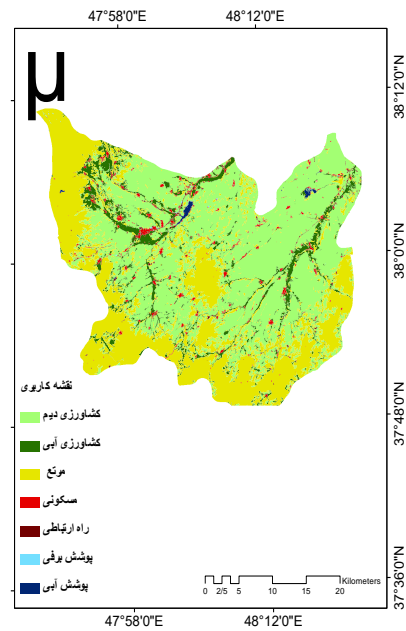 47°58'0"E
48°12'0"E
µ
38°12'0"N
38°0'0"N
37°48'0"N
37°36'0"N
نقشه کاربری
کشاورزی دیم
کشاورزی آبی
مرتع
مسکونی
راه ارتباطی
پوشش برفی
پوشش آبی
Kilometers
0 2/5 5 10 15 20
47°58'0"E
48°12'0"E